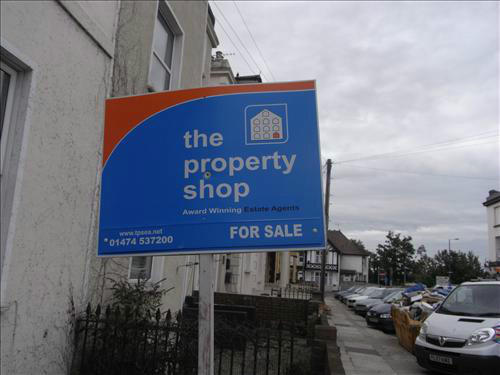 the
property
shop
Award Winning Estate Agents
www.tpsea.net
01474 537200
FOR SALE